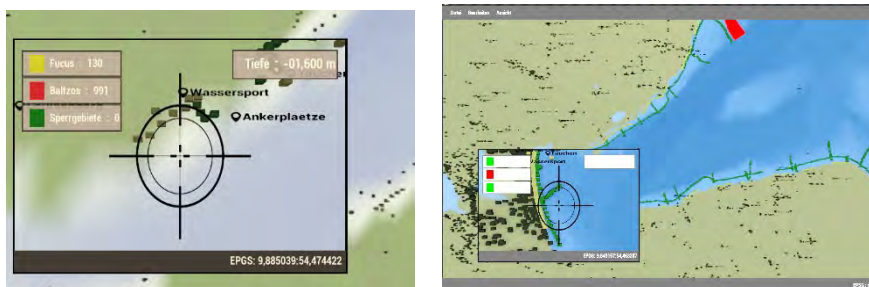 Fucus : 130
Tiefe : -01,600 m
Baltzos : 991
Wassersport
Sperrgebiete : 0
Ankerplaetze
EPGS: 9,885039:54,474422
Datei Bearbeiten Ansicht
Tauchen
Wassersport